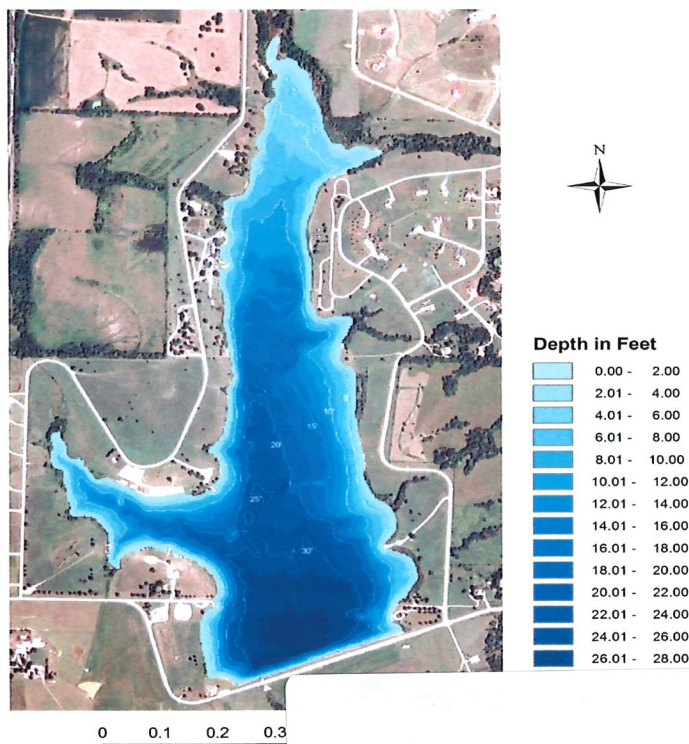 N
Depth in Feet
0.00 - 2.00
2.01 - 4.00
4.01 - 6.00
6.01 - 8.00
8.01 - 10.00
10.01 - 12.00
12.01 - 14.00
14.01 - 16.00
16.01 - 18.00
18.01 - 20.00
20.01 - 22.00
22.01 - 24.00
24.01 - 26.00
26.01 - 28.00
5'
10'
15'
20'
25'
30'
0 0.1 0.2 0.3